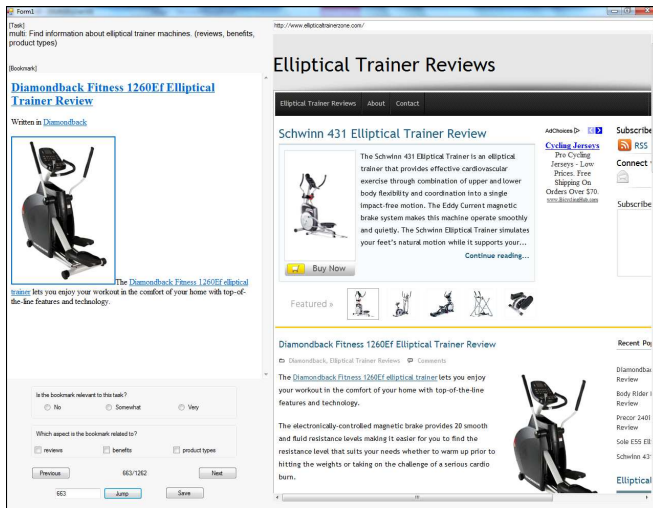 Form1
[Task]
multi: Find information about elliptical trainer machines. (reviews, benefits,
product types)
[Bookmark]
Diamondback Fitness 1260Ef Elliptical
Trainer Review
Written in Diamondback
The Diamondback Fitness 1260Ef elliptical
trainer lets you enjoy your workout in the comfort of your home with top-of-
the-line features and technology.
Is the bookmark relevant to this task?
No Somewhat Very
Which aspect is the bookmark related to?
reviews benefits product types
Previous 663/1262 Next
663 Jump Save
http://www.ellipticaltrainerzone.com/
Elliptical Trainer Reviews
Elliptical Trainer Reviews About Contact
Schwinn 431 Elliptical Trainer Review
The Schwinn 431 Elliptical Trainer is an elliptical
trainer that provides effective cardiovascular
exercise through combination of upper and lower
body flexibility and coordination into a single
impact-free motion. The Eddy Current magnetic
brake system makes this machine operate smoothly
and quietly. The Schwinn Elliptical Trainer simulates
your feet's natural motion while it supports your...
Continue reading...
Buy Now
Featured »
Diamondback Fitness 1260Ef Elliptical Trainer Review
Diamondback, Elliptical Trainer Reviews Comments
The Diamondback Fitness 1260Ef elliptical trainer lets you enjoy
your workout in the comfort of your home with top-of-the-line
features and technology.
The electronically-controlled magnetic brake provides 20 smooth
and fluid resistance levels making it easier for you to find the
resistance level that suits your needs whether to warm up prior to
hitting the weights or taking on the challenge of a serious cardio
burn.
AdChoices
Cycling Jerseys
Pro Cycling
Jerseys - Low
Prices. Free
Shipping On
Orders Over $70.
www.BicyclingHub.com
Subscribe
RSS
Connect
Subscribe
Recent Po
Diamondba
Review
Body Rider
Review
Precor 240i
Review
Sole E55 Ell
Schwinn 43
Elliptical